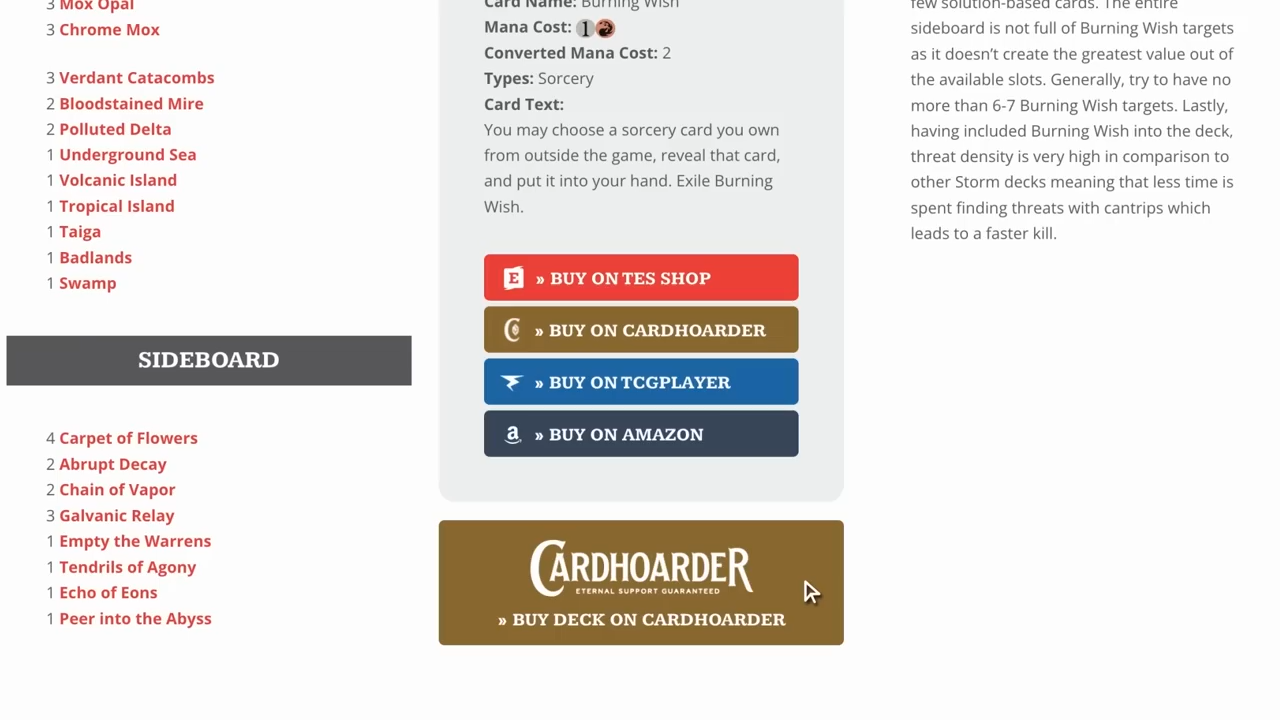 3 Mox Opal
3 Chrome Mox
3 Verdant Catacombs
2 Bloodstained Mire
2 Polluted Delta
1 Underground Sea
1 Volcanic Island
1 Tropical Island
1 Taiga
1 Badlands
1 Swamp
SIDEBOARD
4 Carpet of Flowers
2 Abrupt Decay
2 Chain of Vapor
3 Galvanic Relay
1 Empty the Warrens
1 Tendrils of Agony
1 Echo of Eons
1 Peer into the Abyss
Card Name: Burning Wish
Mana Cost: 1
Converted Mana Cost: 2
Types: Sorcery
Card Text:
You may choose a sorcery card you own
from outside the game, reveal that card,
and put it into your hand. Exile Burning
Wish.
E » BUY ON TES SHOP
C » BUY ON CARDHOARDER
» BUY ON TCGPLAYER
a » BUY ON AMAZON
CARDHOARDER
ETERNAL SUPPORT GUARANTEED
» BUY DECK ON CARDHOARDER
few solution-based cards. The entire
sideboard is not full of Burning Wish targets
as it doesn’t create the greatest value out of
the available slots. Generally, try to have no
more than 6-7 Burning Wish targets. Lastly,
having included Burning Wish into the deck,
threat density is very high in comparison to
other Storm decks meaning that less time is
spent finding threats with cantrips which
leads to a faster kill.